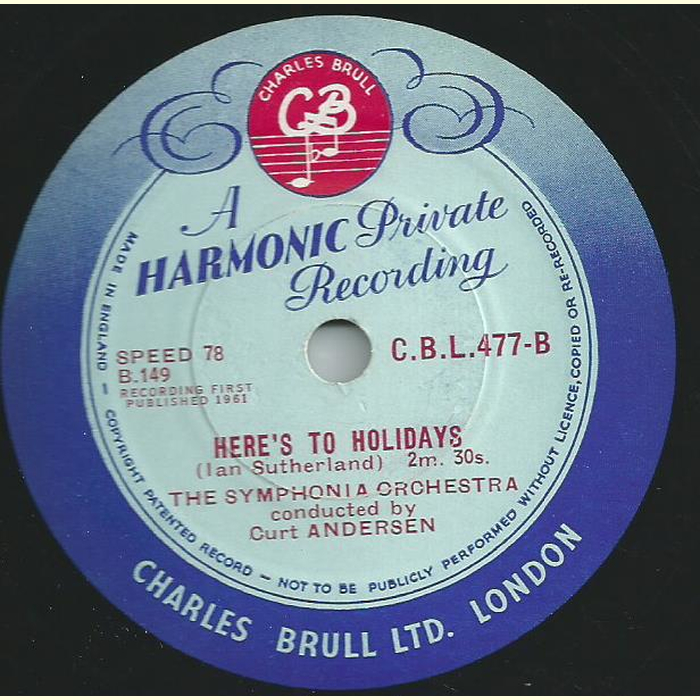 CHARLES BRULL
CB
A
HARMONIC Private
Recording
SPEED 78
B.149
RECORDING FIRST
PUBLISHED 1961
C.B.L.477-B
HERE'S TO HOLIDAYS
(Ian Sutherland) 2m. 30s.
THE SYMPHONIA ORCHESTRA
conducted by
Curt ANDERSEN
MADE IN ENGLAND – COPYRIGHT PATENTED RECORD – NOT TO BE PUBLICLY PERFORMED WITHOUT LICENCE, COPIED OR RE-RECORDED
CHARLES BRULL LTD. LONDON